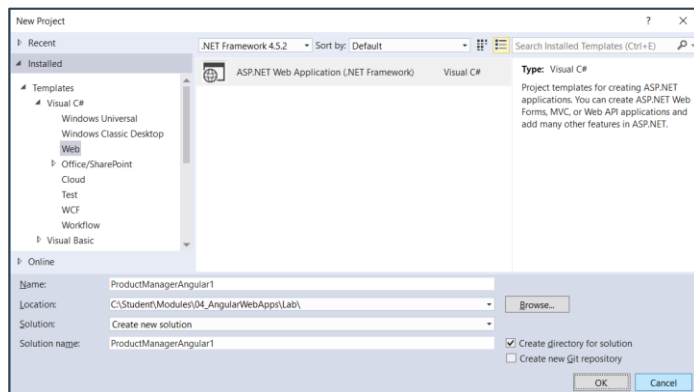 New Project
? ×
Recent
.NET Framework 4.5.2 Sort by: Default
Search Installed Templates (Ctrl+E)
Installed
Templates
Visual C#
Windows Universal
Windows Classic Desktop
Web
Office/SharePoint
Cloud
Test
WCF
Workflow
Visual Basic
Online
ASP.NET Web Application (.NET Framework) Visual C#
Type: Visual C#
Project templates for creating ASP.NET
applications. You can create ASP.NET Web
Forms, MVC, or Web API applications and
add many other features in ASP.NET.
Name: ProductManagerAngular1
Location: C:\Student\Modules\04_AngularWebApps\Lab\ Browse...
Solution: Create new solution
Solution name: ProductManagerAngular1
Create directory for solution
Create new Git repository
OK Cancel